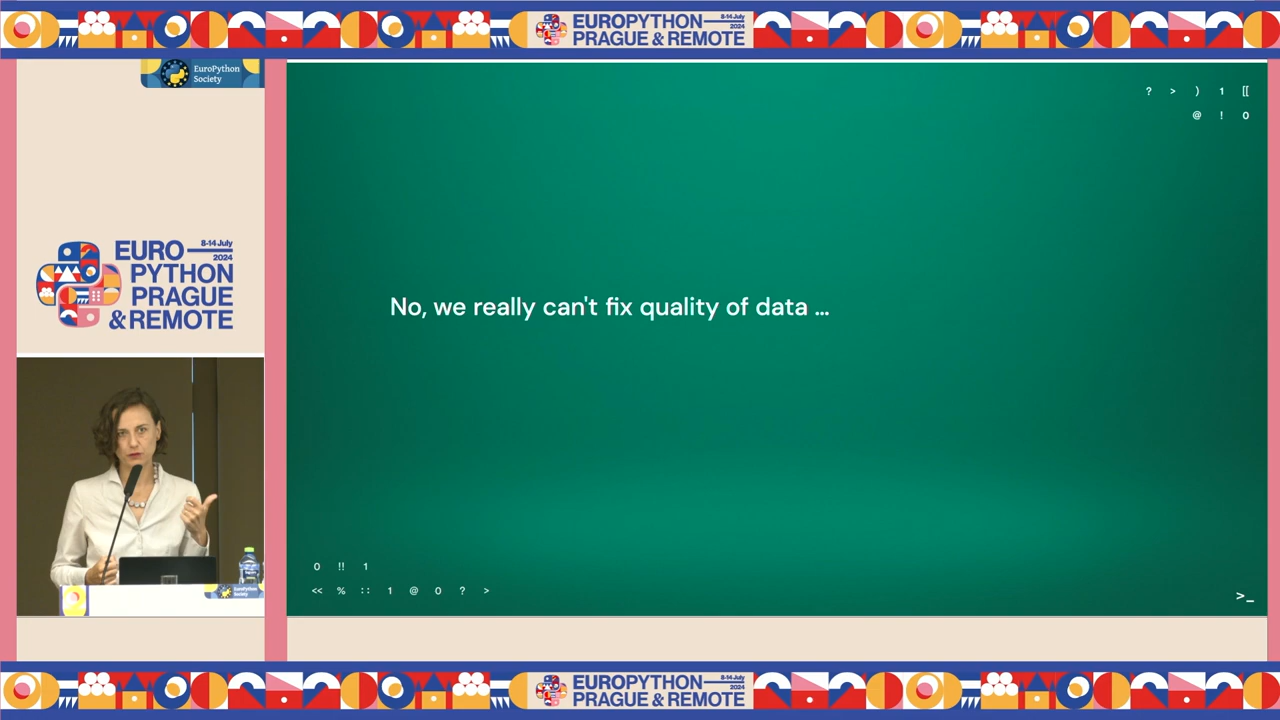 EUROPYTHON
8-14 July
2024
PRAGUE & REMOTE
EuroPython
Society
? > ) 1 [[
@ ! 0
EURO
8-14 July
2024
PYTHON
PRAGUE
& REMOTE
No, we really can't fix quality of data ...
0 !! 1
<< % :: 1 @ 0 ? >
>_
EuroPython
Society
EUROPYTHON
8-14 July
2024
PRAGUE & REMOTE